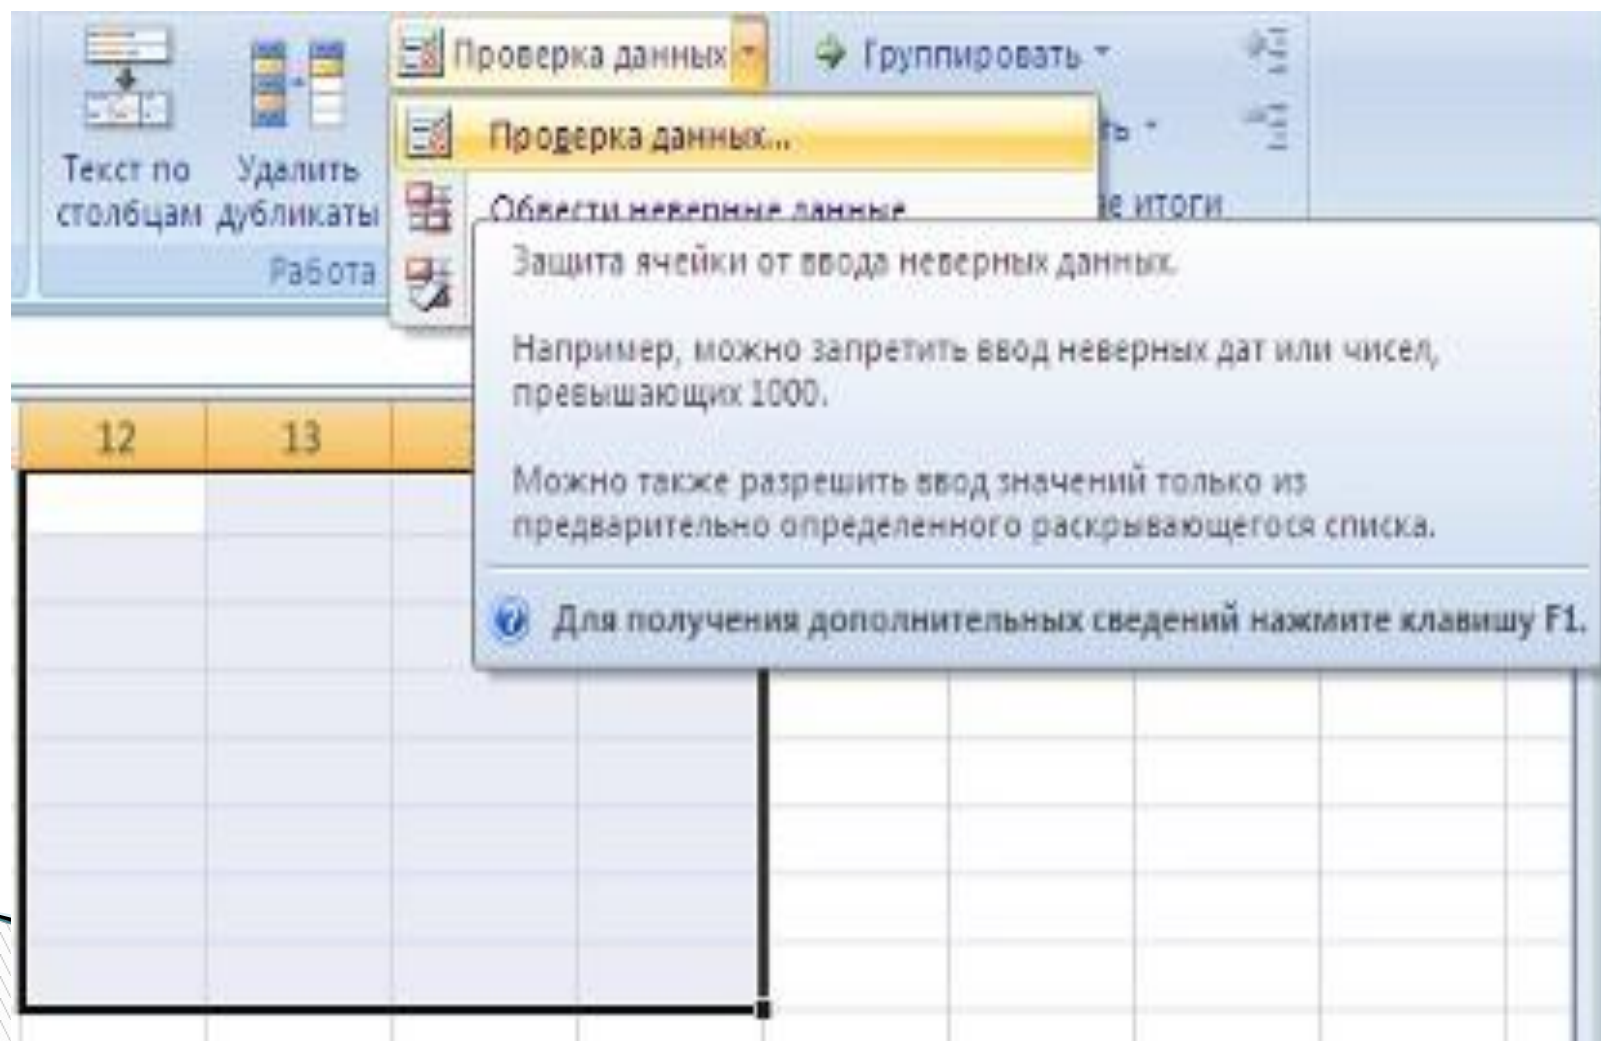 Проверка данных
Группировать
Проверка данных...
ть
Текст по столбцам
Удалить дубликаты
Обвести неверные данные
е итоги
Работа
Защита ячейки от ввода неверных данных.
Например, можно запретить ввод неверных дат или чисел,
превышающих 1000.
Можно также разрешить ввод значений только из
предварительно определенного раскрывающегося списка.
Для получения дополнительных сведений нажмите клавишу F1.
12
13